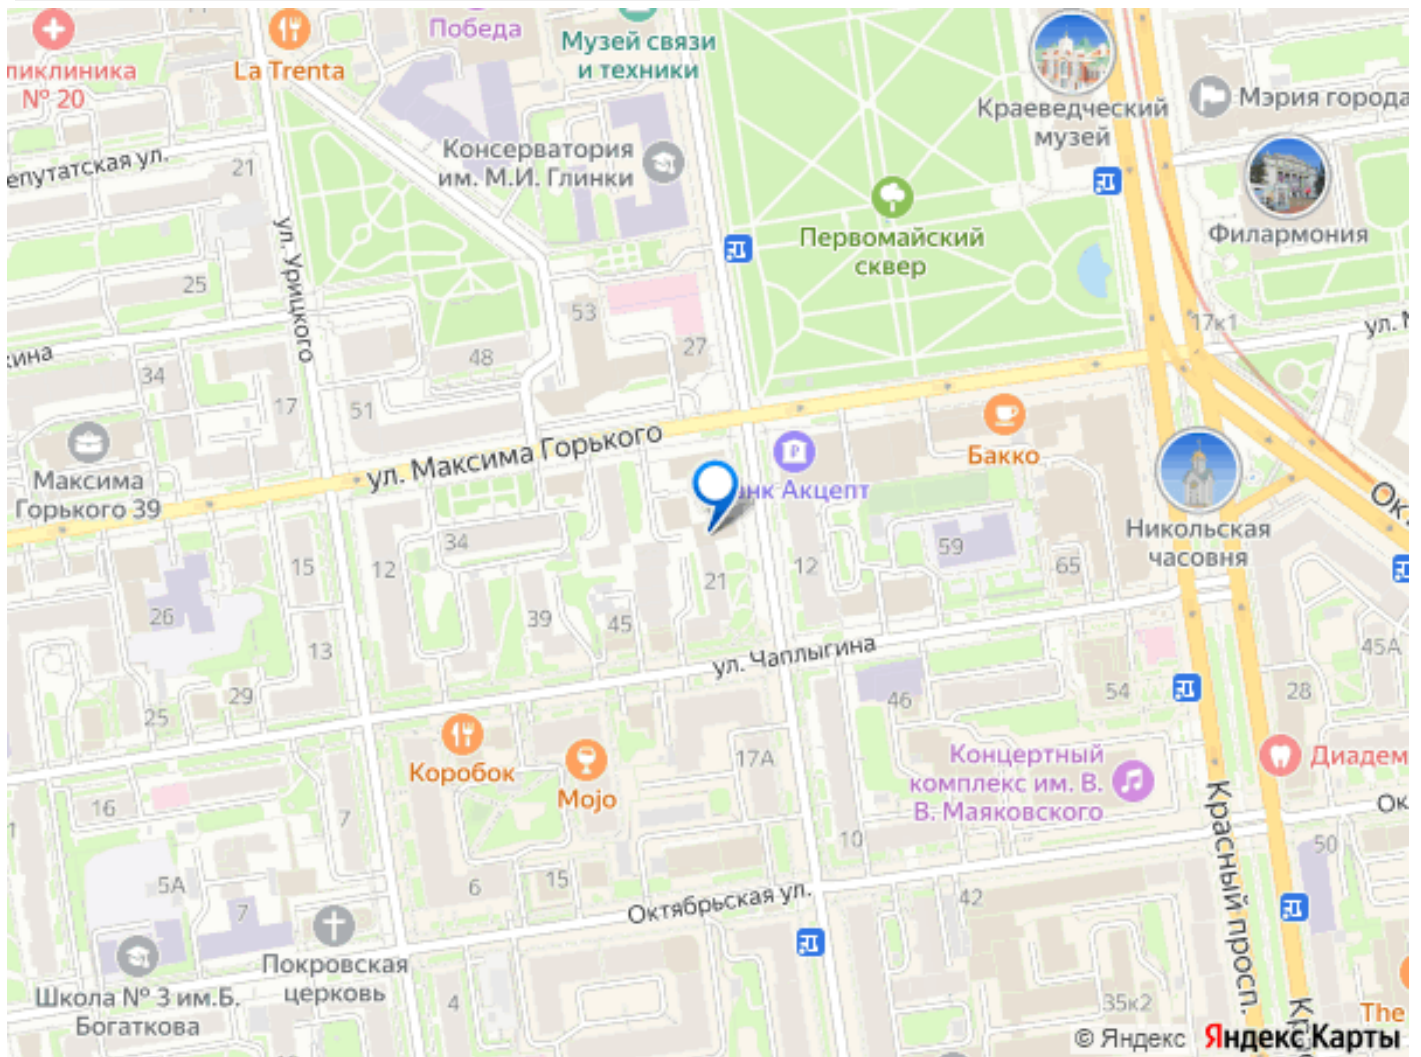 Победа
Музей связи
и техники
La Trenta
ликлиника
№ 20
Краеведческий
музей
Мэрия города
Консерватория
им. М.И. Глинки
епутатская ул.
21
ул. Урицкого
Первомайский
сквер
Филармония
25
53
17к1
ул. М
кина
34
48
27
17
51
ул. Максима Горького
Бакко
Максима
Горького 39
нк Акцепт
Ок
Никольская
часовня
34
59
15
12
12
65
21
26
39
45
13
ул. Чаплыгина
45А
29
25
46
54
28
Коробок
17А
Концертный
комплекс им. В.
В. Маяковского
Диадем
Mojo
16
7
Красный просп.
Ок
10
50
5А
6
15
7
Октябрьская ул.
42
Покровская
церковь
Школа № 3 им.Б.
Богаткова
4
35к2
The
Кр
© Яндекс Яндекс Карты